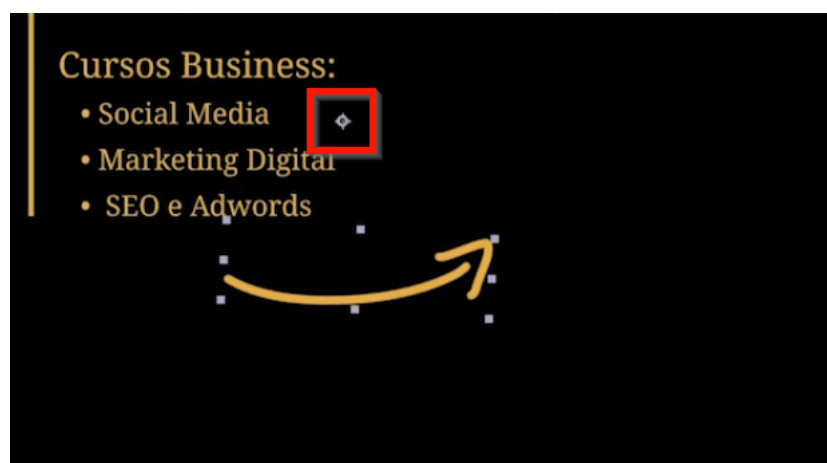 Cursos Business:
• Social Media
• Marketing Digital
• SEO e Adwords